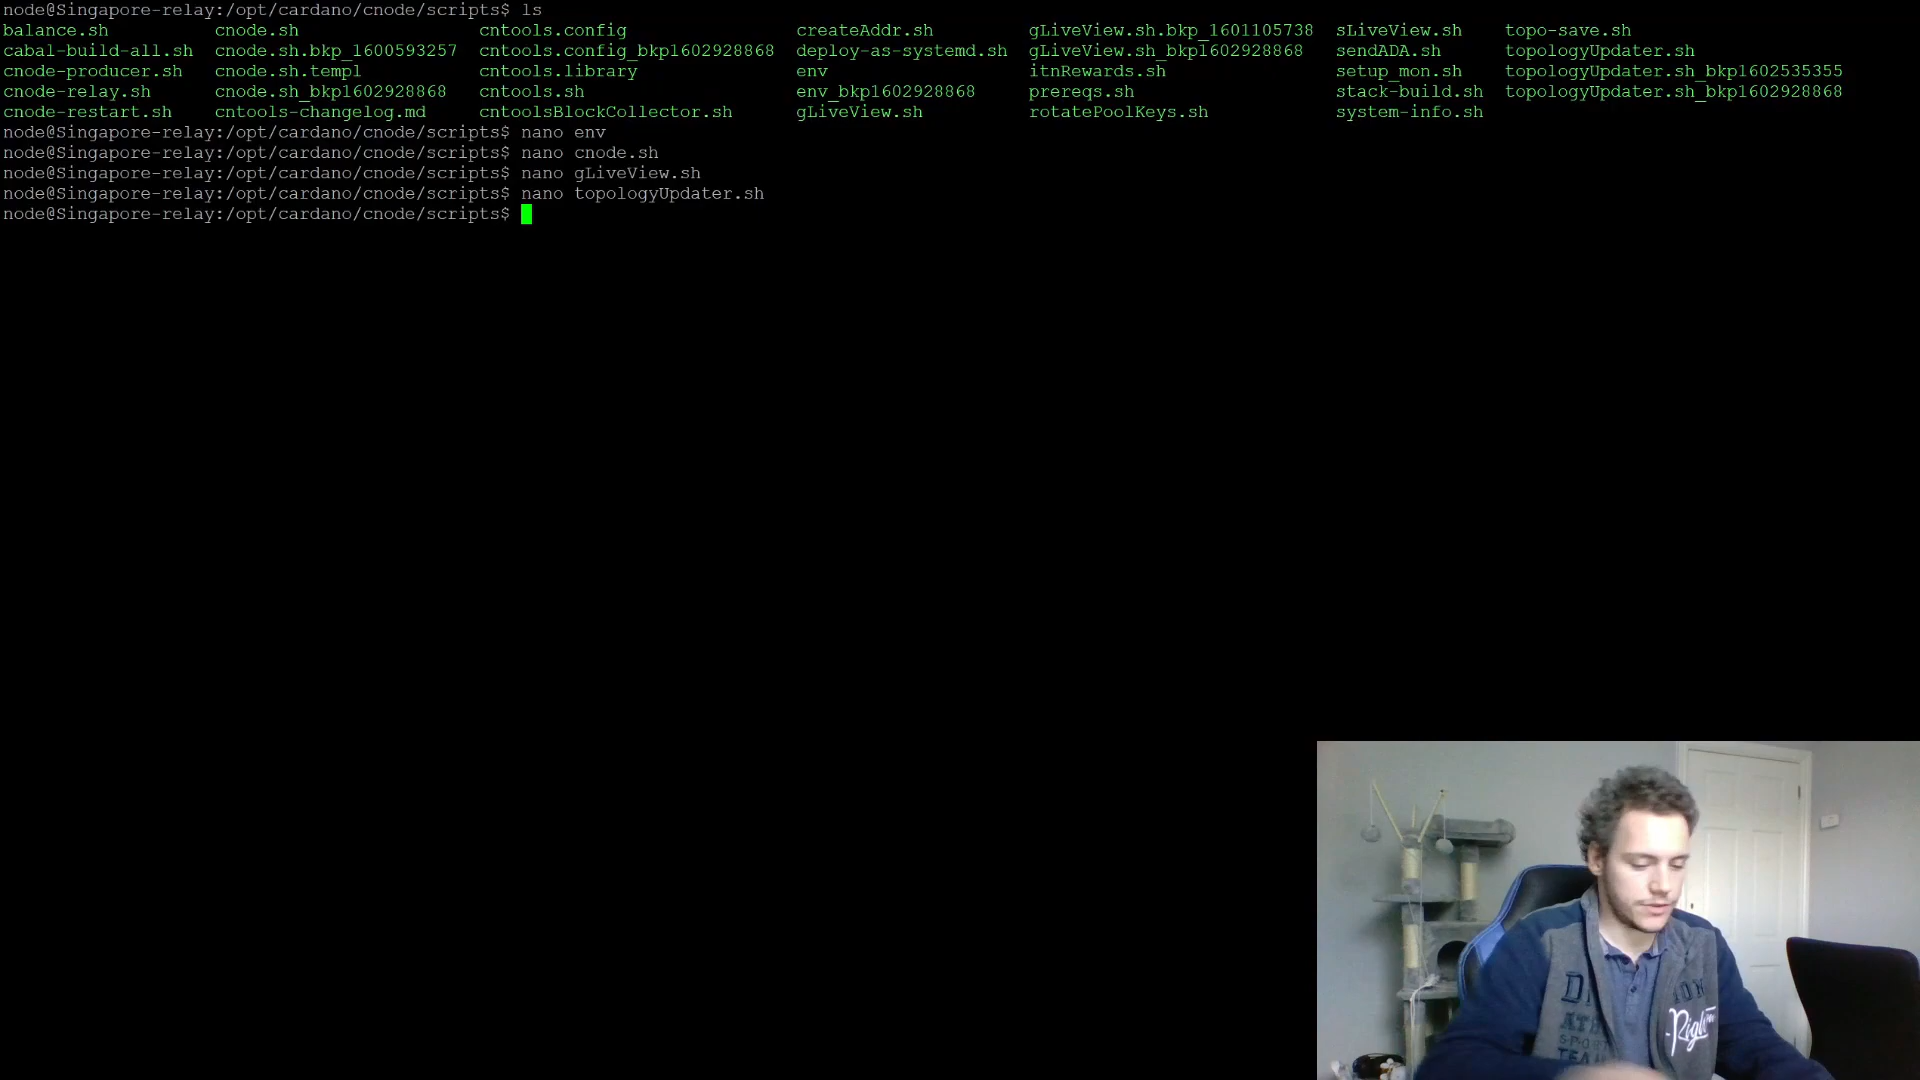 node@Singapore-relay:/opt/cardano/cnode/scripts$ ls
balance.sh cnode.sh cntools.config createAddr.sh gLiveView.sh.bkp_1601105738 sLiveView.sh topo-save.sh
cabal-build-all.sh cnode.sh.bkp_1600593257 cntools.config_bkp1602928868 deploy-as-systemd.sh gLiveView.sh_bkp1602928868 sendADA.sh topologyUpdater.sh
cnode-producer.sh cnode.sh.templ cntools.library env itnRewards.sh setup_mon.sh topologyUpdater.sh_bkp1602535355
cnode-relay.sh cnode.sh_bkp1602928868 cntools.sh env_bkp1602928868 prereqs.sh stack-build.sh topologyUpdater.sh_bkp1602928868
cnode-restart.sh cntools-changelog.md cntoolsBlockCollector.sh gLiveView.sh rotatePoolKeys.sh system-info.sh
node@Singapore-relay:/opt/cardano/cnode/scripts$ nano env
node@Singapore-relay:/opt/cardano/cnode/scripts$ nano cnode.sh
node@Singapore-relay:/opt/cardano/cnode/scripts$ nano gLiveView.sh
node@Singapore-relay:/opt/cardano/cnode/scripts$ nano topologyUpdater.sh
node@Singapore-relay:/opt/cardano/cnode/scripts$